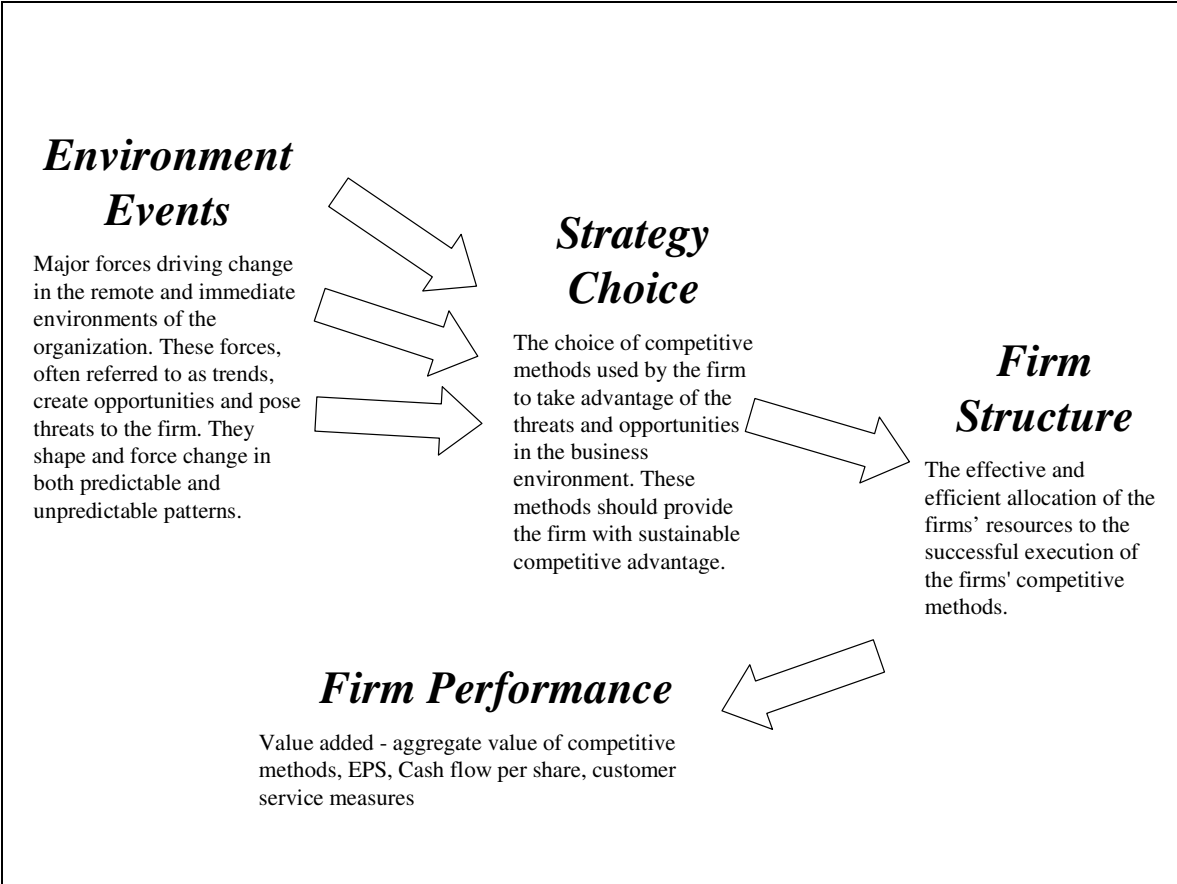 Environment
Events
Major forces driving change
in the remote and immediate
environments of the
organization. These forces,
often referred to as trends,
create opportunities and pose
threats to the firm. They
shape and force change in
both predictable and
unpredictable patterns.
Strategy
Choice
The choice of competitive
methods used by the firm
to take advantage of the
threats and opportunities
in the business
environment. These
methods should provide
the firm with sustainable
competitive advantage.
Firm
Structure
The effective and
efficient allocation of the
firms’ resources to the
successful execution of
the firms' competitive
methods.
Firm Performance
Value added - aggregate value of competitive
methods, EPS, Cash flow per share, customer
service measures